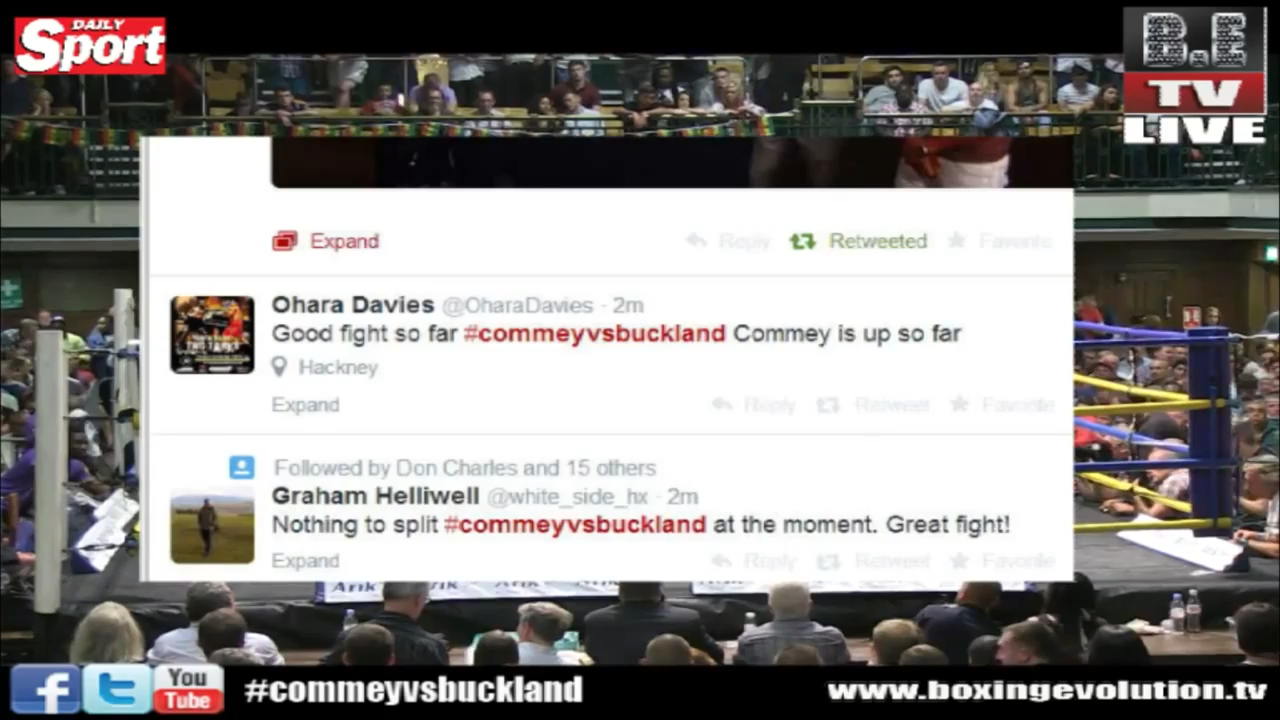 DAILY
Sport
B.E
TV
LIVE
Expand
Reply Retweeted Favorite
Ohara Davies @OharaDavies · 2m
Good fight so far #commeyvsbuckland Commey is up so far
Hackney
Expand
Reply Retweet Favorite
Followed by Don Charles and 15 others
Graham Helliwell @white_side_hx · 2m
Nothing to split #commeyvsbuckland at the moment. Great fight!
Expand
Reply Retweet Favorite
f
You
Tube
#commeyvsbuckland
www.boxingevolution.tv